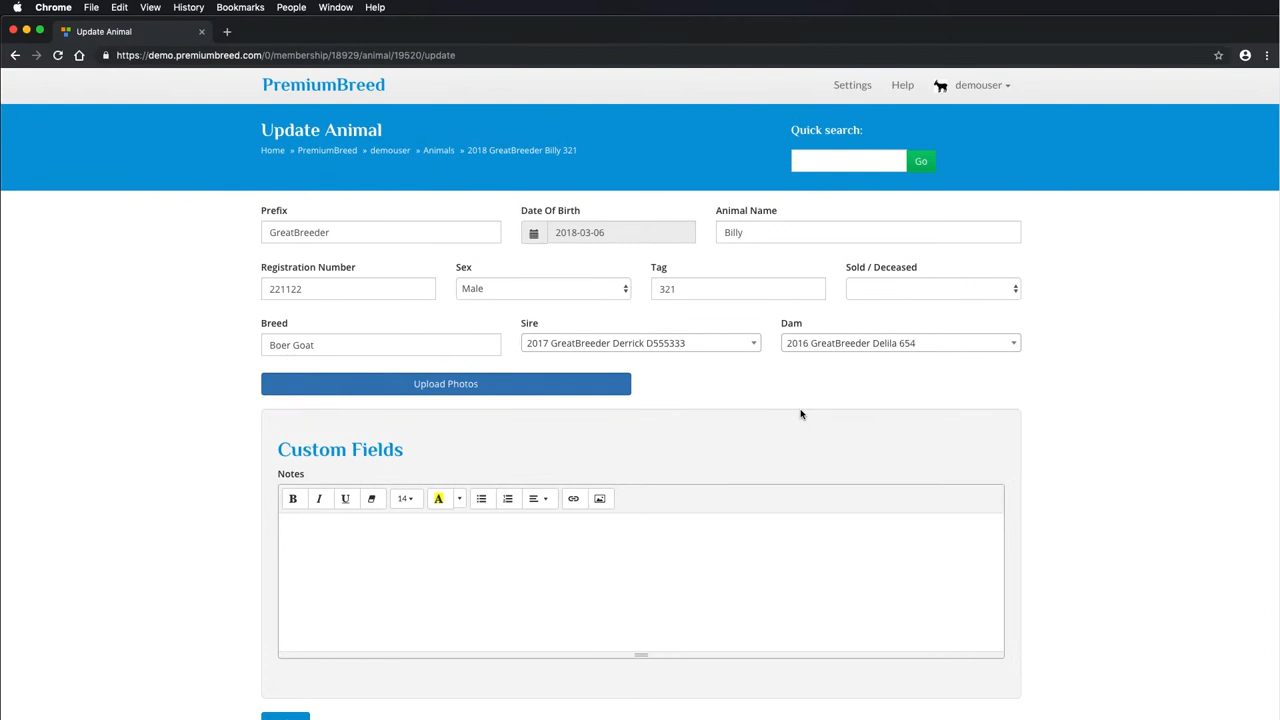 Chrome File Edit View History Bookmarks People Window Help
Update Animal
https://demo.premiumbreed.com/0/membership/18929/animal/19520/update
PremiumBreed Settings Help demouser
Update Animal Quick search:
Home » PremiumBreed » demouser » Animals » 2018 GreatBreeder Billy 321
Go
Prefix Date Of Birth Animal Name
GreatBreeder 2018-03-06 Billy
Registration Number Sex Tag Sold / Deceased
221122 Male 321
Breed Sire Dam
Boer Goat 2017 GreatBreeder Derrick D555333 2016 GreatBreeder Delila 654
Upload Photos
Custom Fields
Notes
B I U 14 A